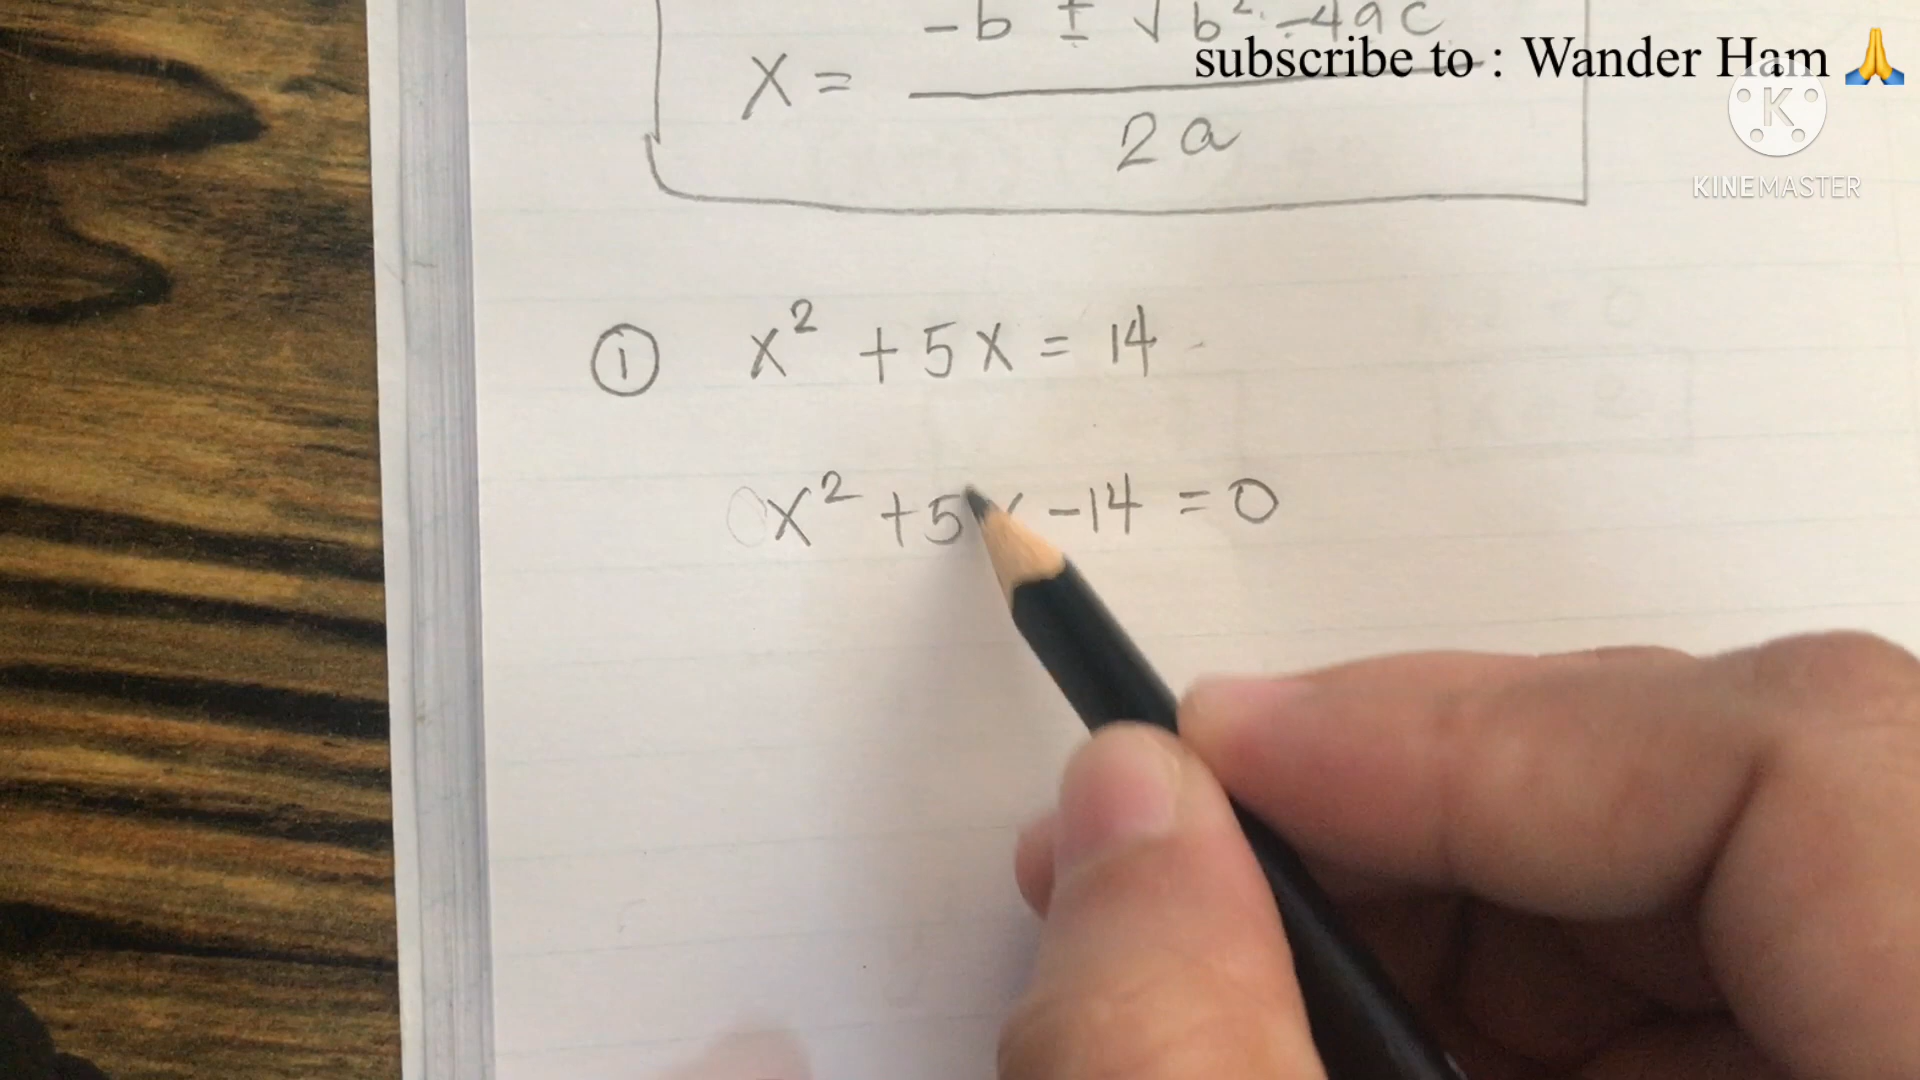 -b ± √b² -4ac
subscribe to : Wander Ham 🙏
x =
2a
K
KINEMASTER
① x² + 5x = 14
x² + 5x - 14 = 0